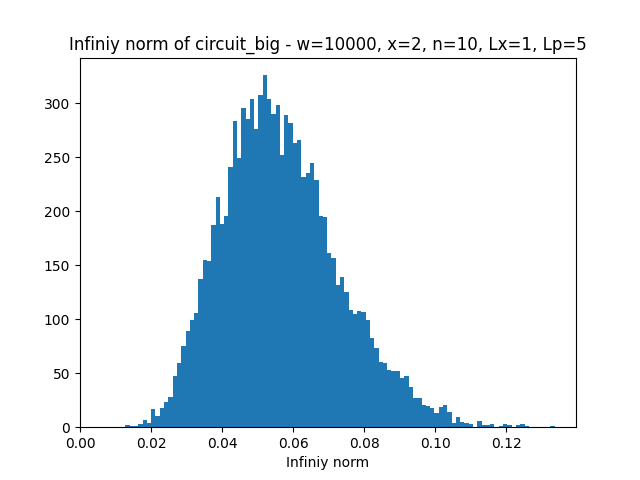 Infiniy norm of circuit_big - w=10000, x=2, n=10, Lx=1, Lp=5
300
250
200
150
100
50
0
0.00 0.02 0.04 0.06 0.08 0.10 0.12
Infiniy norm